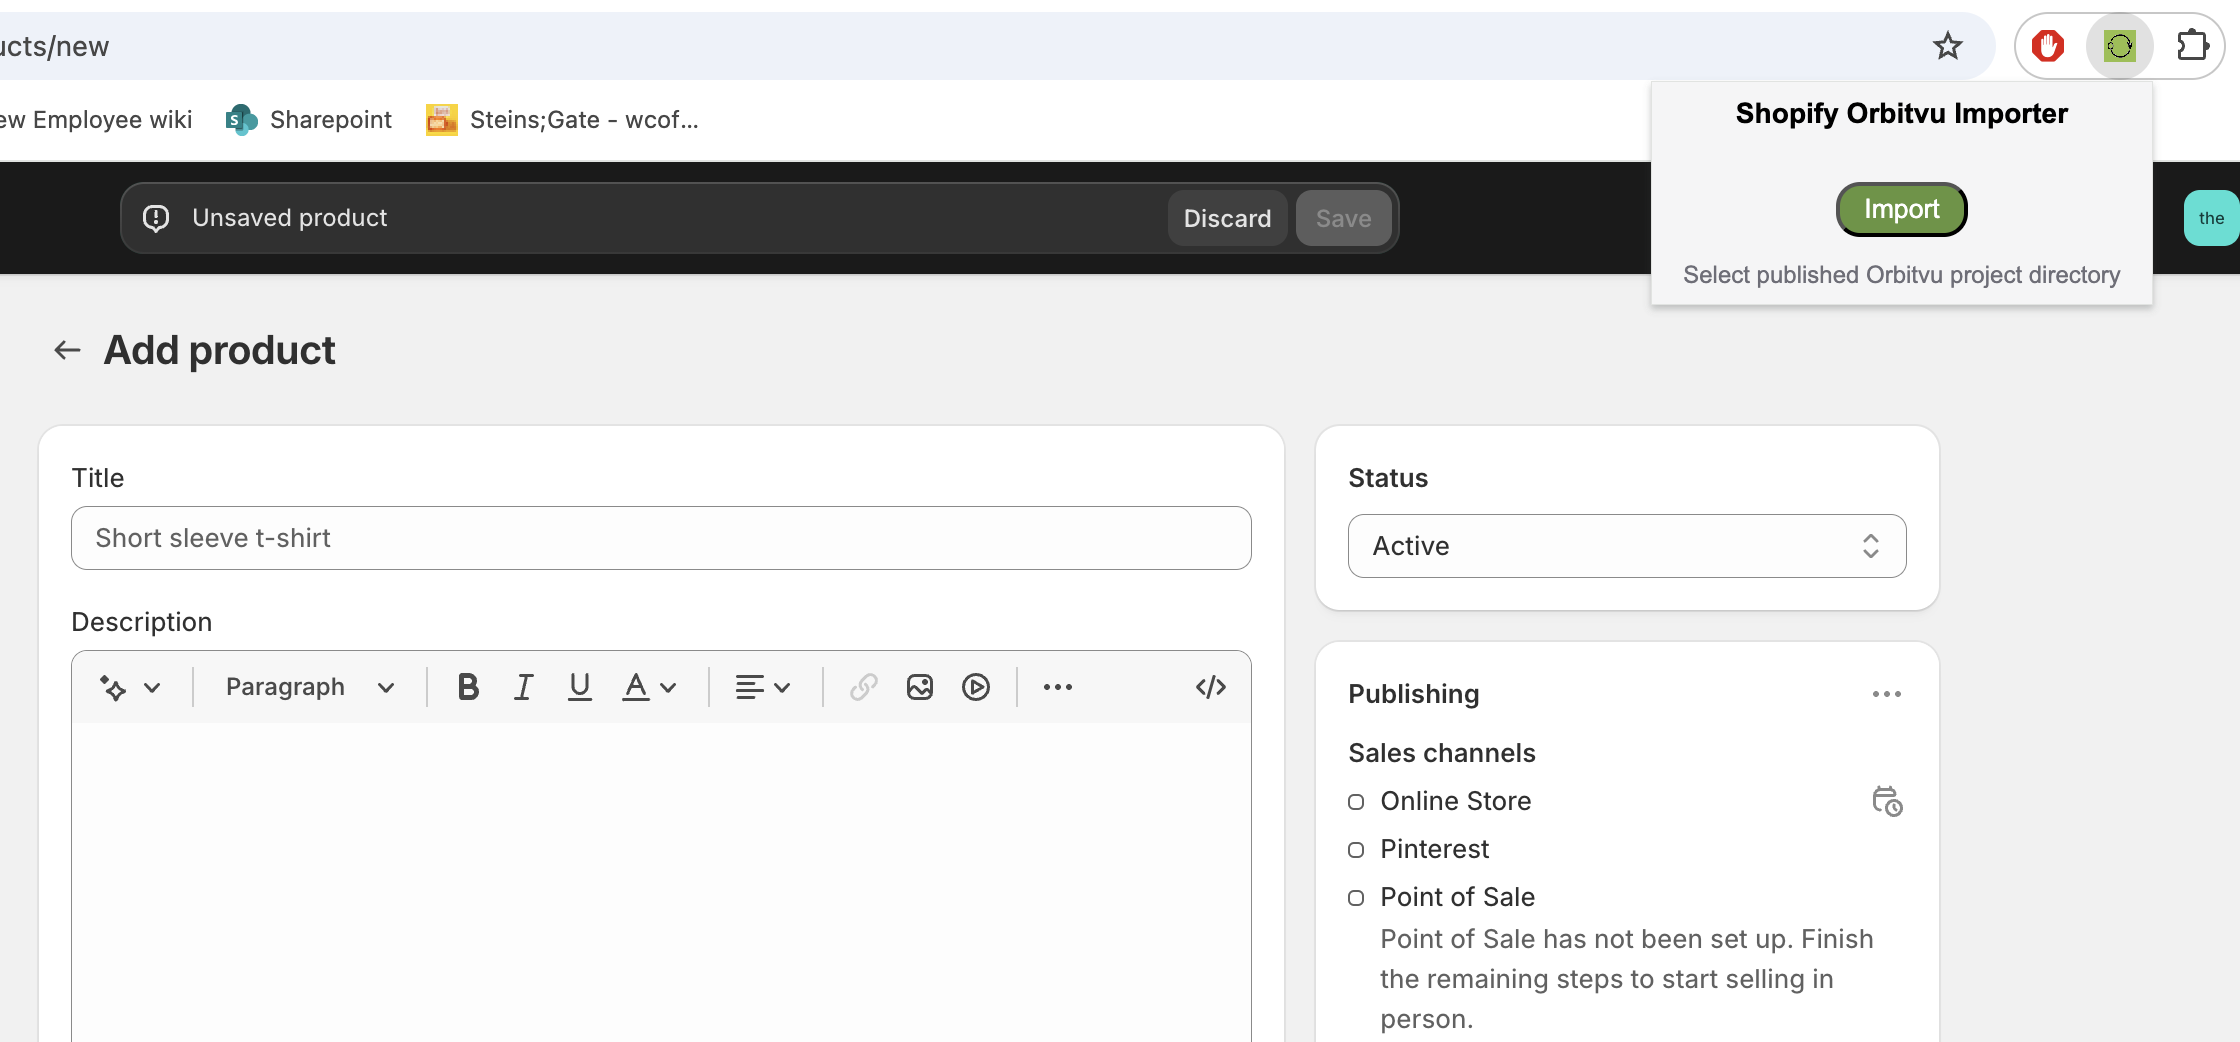 ucts/new
ew Employee wiki
Sharepoint
Steins;Gate - wcof...
Shopify Orbitvu Importer
Import
Select published Orbitvu project directory
Unsaved product
Discard
Save
the
Add product
Title
Short sleeve t-shirt
Description
Paragraph
Status
Active
Publishing
Sales channels
Online Store
Pinterest
Point of Sale
Point of Sale has not been set up. Finish
the remaining steps to start selling in
person.